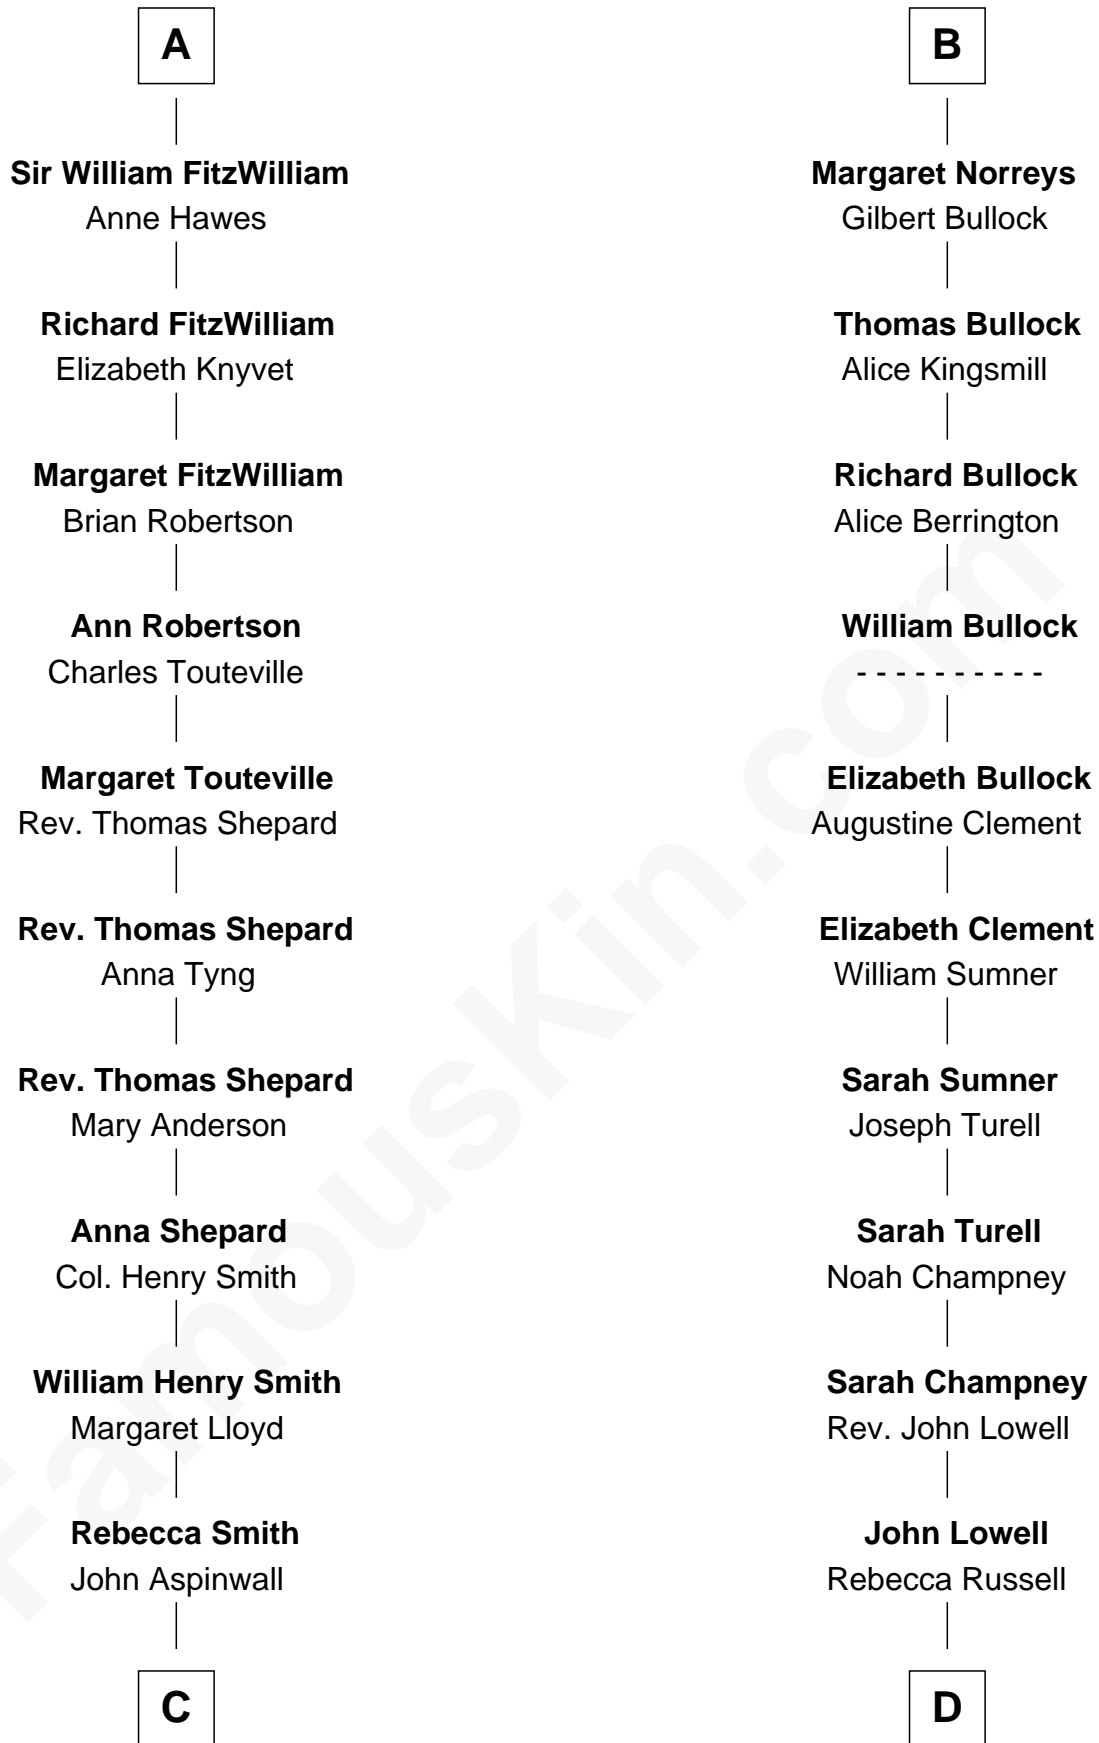 A
Sir William FitzWilliam
Anne Hawes
Richard FitzWilliam
Elizabeth Knyvet
Margaret FitzWilliam
Brian Robertson
Ann Robertson
Charles Touteville
Margaret Touteville
Rev. Thomas Shepard
Rev. Thomas Shepard
Anna Tyng
Rev. Thomas Shepard
Mary Anderson
Anna Shepard
Col. Henry Smith
William Henry Smith
Margaret Lloyd
Rebecca Smith
John Aspinwall
C
B
Margaret Norreys
Gilbert Bullock
Thomas Bullock
Alice Kingsmill
Richard Bullock
Alice Berrington
William Bullock
- - - - - - - - - -
Elizabeth Bullock
Augustine Clement
Elizabeth Clement
William Sumner
Sarah Sumner
Joseph Turell
Sarah Turell
Noah Champney
Sarah Champney
Rev. John Lowell
John Lowell
Rebecca Russell
D
FamousKin.com